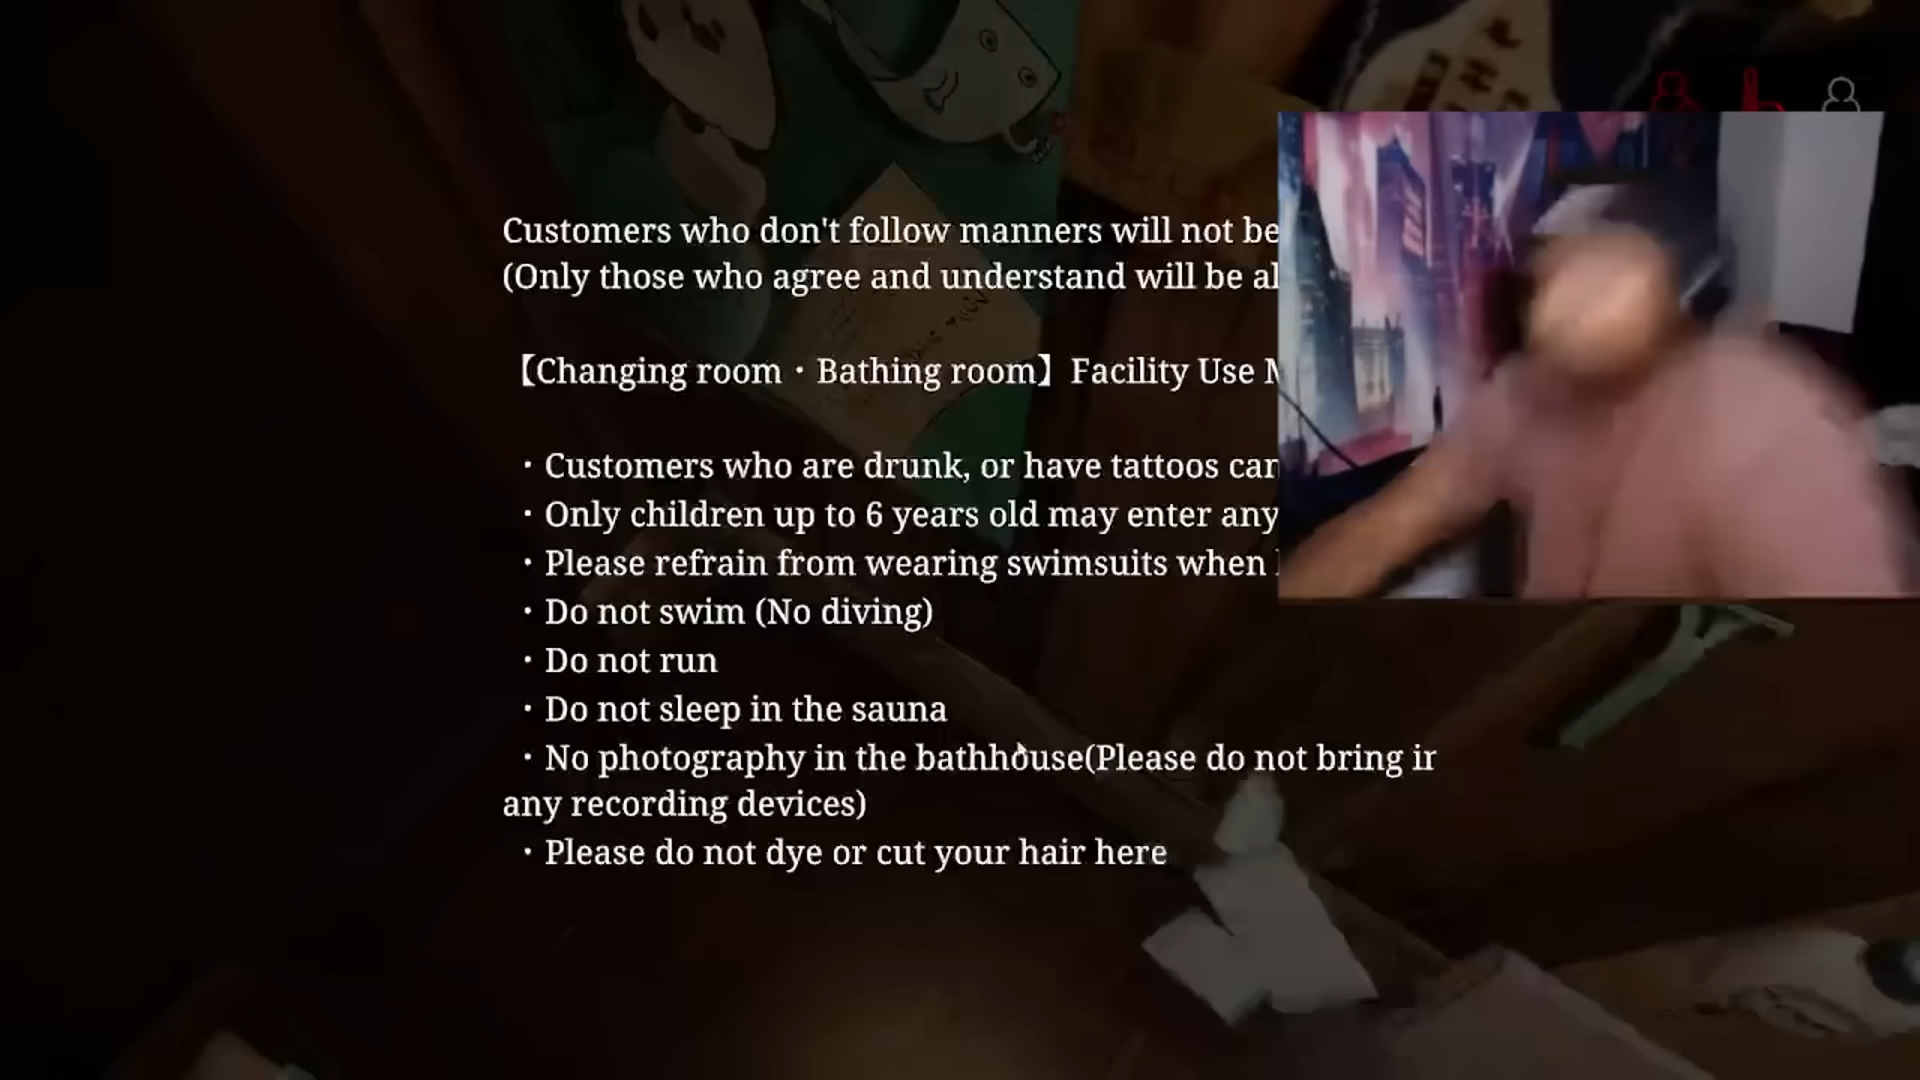 Customers who don't follow manners will not be
(Only those who agree and understand will be
【Changing room・Bathing room】Facility Use
・Customers who are drunk, or have tattoos
・Only children up to 6 years old may enter any
・Please refrain from wearing swimsuits when
・Do not swim (No diving)
・Do not run
・Do not sleep in the sauna
・No photography in the bathhouse(Please do not bring
any recording devices)
・Please do not dye or cut your hair here